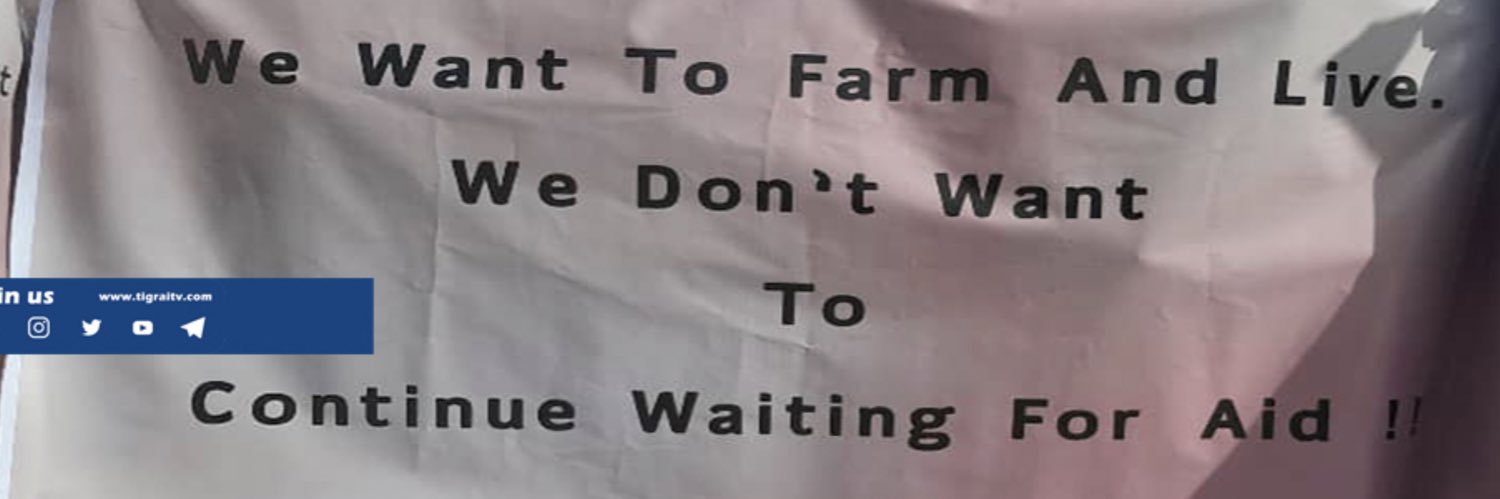 We Want To Farm And Live.
We Don't Want
To
in us www.tigraitv.com
Continue Waiting For Aid !!